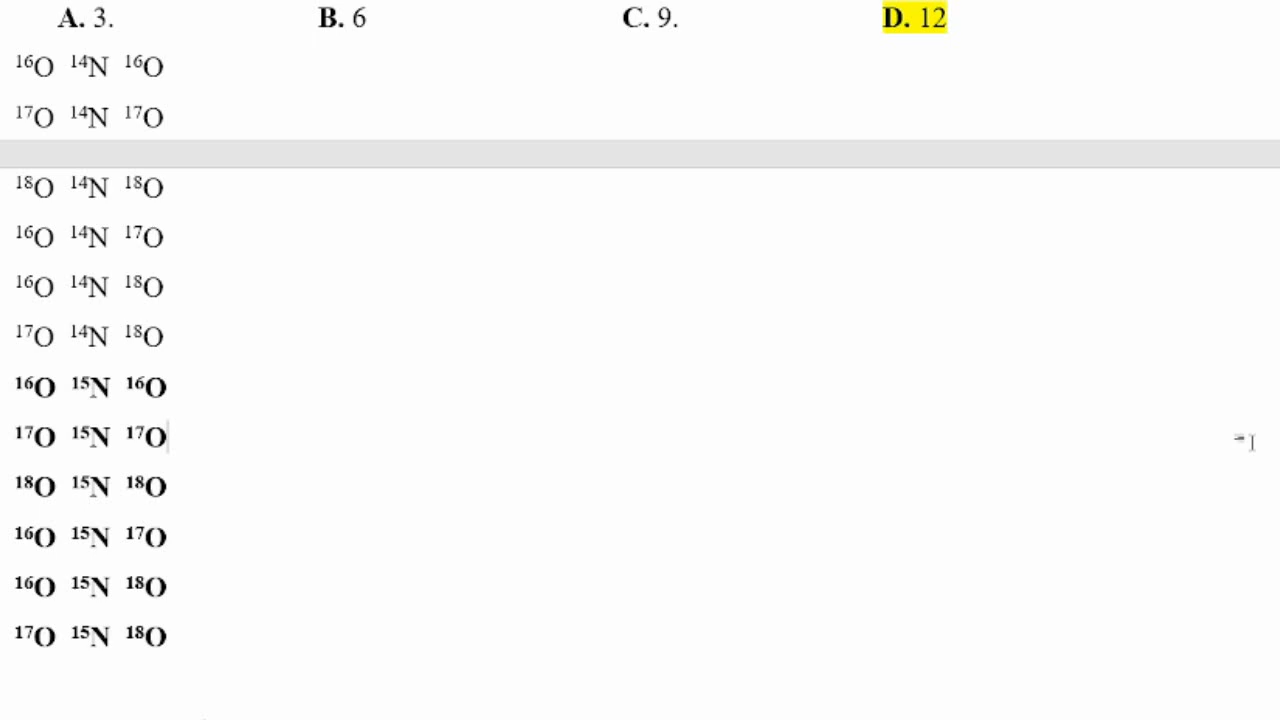 A. 3. B. 6 C. 9. D. 12
¹⁶O ¹⁴N ¹⁶O
¹⁷O ¹⁴N ¹⁷O
¹⁸O ¹⁴N ¹⁸O
¹⁶O ¹⁴N ¹⁷O
¹⁶O ¹⁴N ¹⁸O
¹⁷O ¹⁴N ¹⁸O
¹⁶O ¹⁵N ¹⁶O
¹⁷O ¹⁵N ¹⁷O
¹⁸O ¹⁵N ¹⁸O
¹⁶O ¹⁵N ¹⁷O
¹⁶O ¹⁵N ¹⁸O
¹⁷O ¹⁵N ¹⁸O